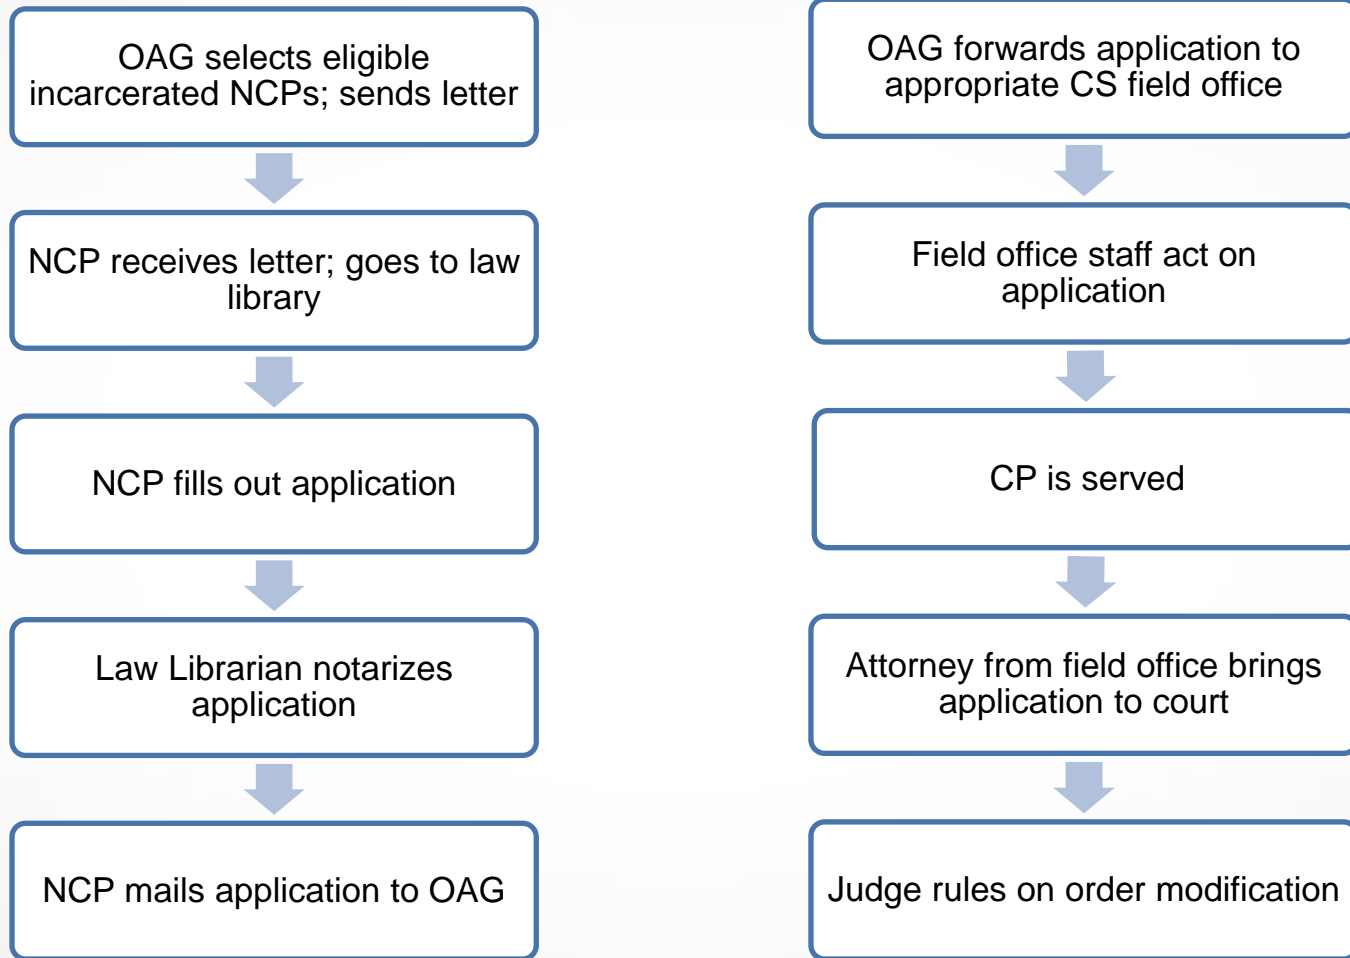 OAG selects eligible
incarcerated NCPs; sends letter
NCP receives letter; goes to law
library
NCP fills out application
Law Librarian notarizes
application
NCP mails application to OAG
OAG forwards application to
appropriate CS field office
Field office staff act on
application
CP is served
Attorney from field office brings
application to court
Judge rules on order modification